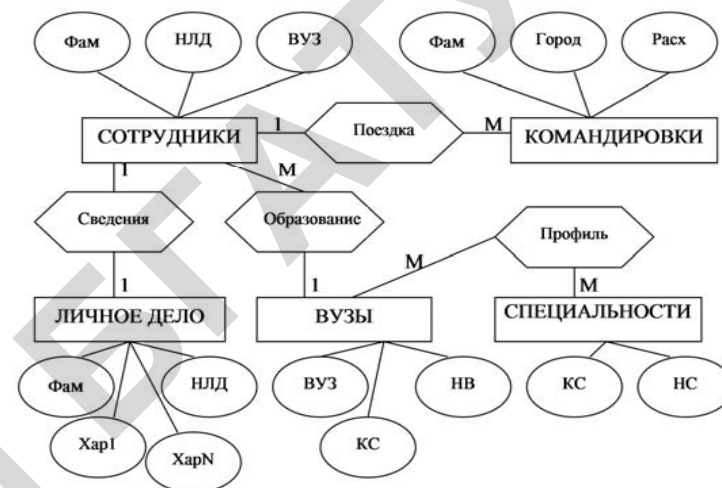 Фам
НЛД
ВУЗ
Фам
Город
Расх
СОТРУДНИКИ
1
Поездка
М
КОМАНДИРОВКИ
1
М
Сведения
Образование
Профиль
М
1
1
М
ЛИЧНОЕ ДЕЛО
ВУЗЫ
СПЕЦИАЛЬНОСТИ
Фам
НЛД
ВУЗ
НВ
КС
НС
Хар1
ХарN
КС
БГАТУ